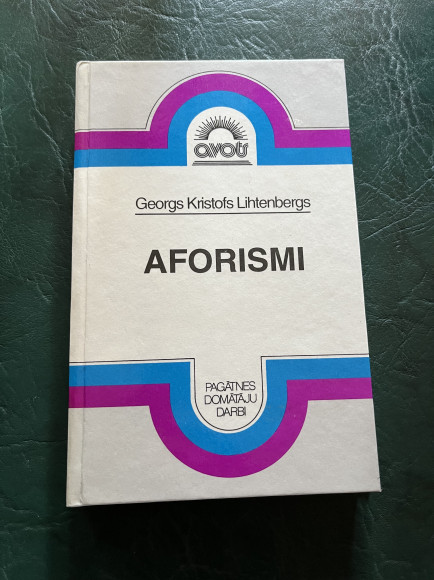 avots
Georgs Kristofs Lihtenbergs
AFORISMI
PAGĀTNES
DOMĀTĀJU
DARBI